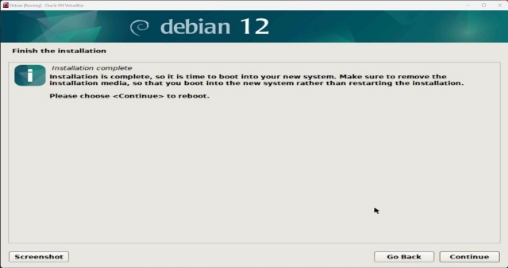 Debian [Running] - Oracle VM VirtualBox
debian 12
Finish the installation
Installation complete
Installation is complete, so it is time to boot into your new system. Make sure to remove the
installation media, so that you boot into the new system rather than restarting the installation.
Please choose <Continue> to reboot.
Screenshot
Go Back
Continue